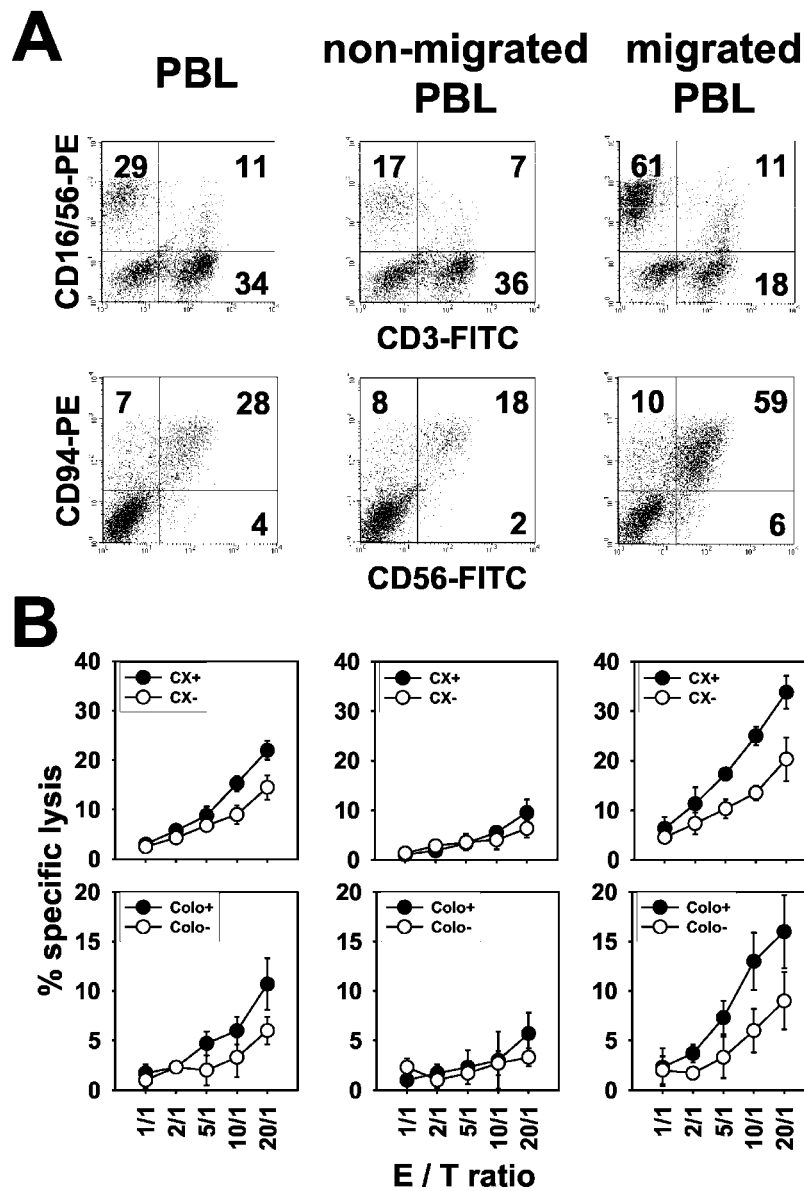 A
PBL
non-migrated
PBL
migrated
PBL
CD16/56-PE
29 11
34
17 7
36
61 11
18
CD3-FITC
CD94-PE
7 28
4
8 18
2
10 59
6
CD56-FITC
B
% specific lysis
40
30
20
10
0
CX+
CX-
40
30
20
10
0
CX+
CX-
40
30
20
10
0
CX+
CX-
20
15
10
5
0
Colo+
Colo-
20
15
10
5
0
Colo+
Colo-
20
15
10
5
0
Colo+
Colo-
1/1 2/1 5/1 10/1 20/1
1/1 2/1 5/1 10/1 20/1
1/1 2/1 5/1 10/1 20/1
E / T ratio